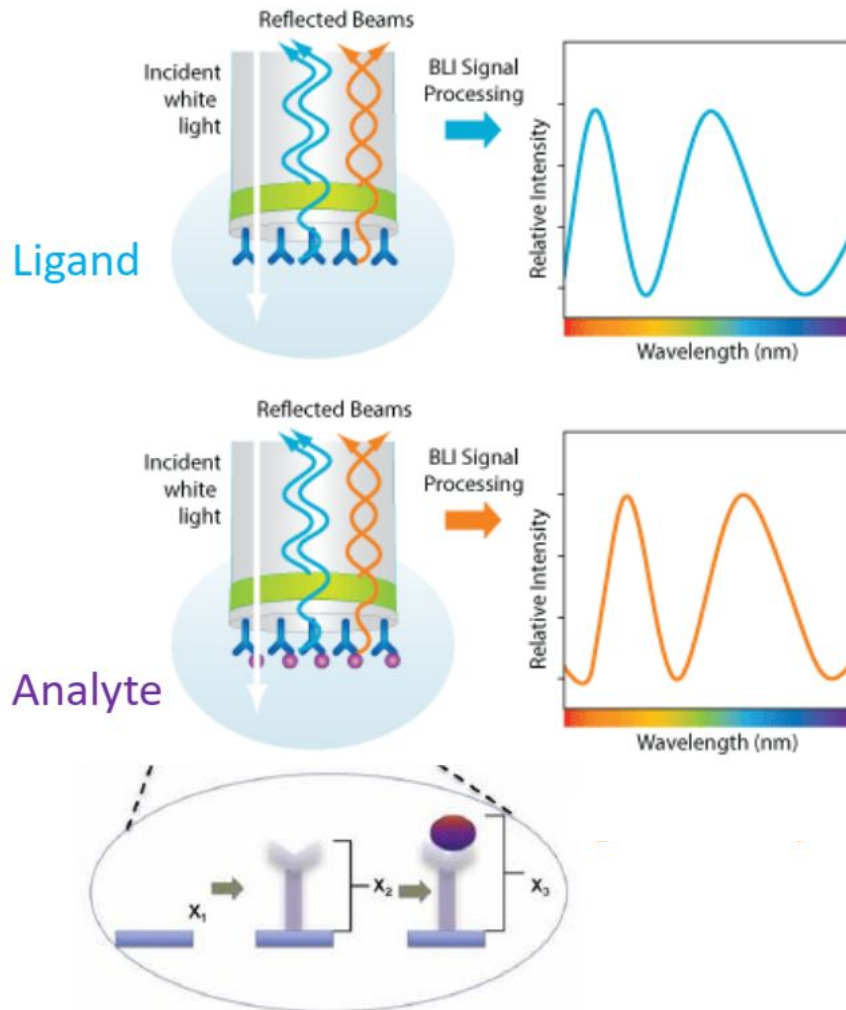 Reflected Beams
Incident
white
light
BLI Signal
Processing
Relative Intensity
Wavelength (nm)
Ligand
Reflected Beams
Incident
white
light
BLI Signal
Processing
Relative Intensity
Wavelength (nm)
Analyte
X₁
X₂
X₃